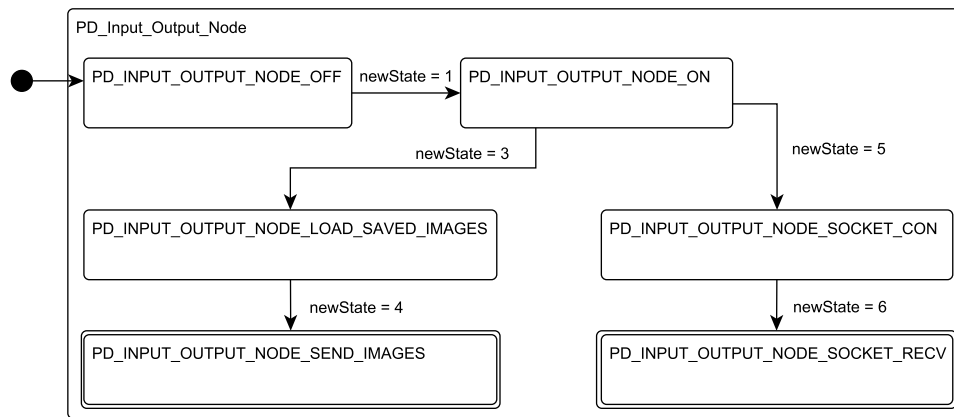 PD_Input_Output_Node
PD_INPUT_OUTPUT_NODE_OFF
newState = 1
PD_INPUT_OUTPUT_NODE_ON
newState = 3
newState = 5
PD_INPUT_OUTPUT_NODE_LOAD_SAVED_IMAGES
PD_INPUT_OUTPUT_NODE_SOCKET_CON
newState = 4
newState = 6
PD_INPUT_OUTPUT_NODE_SEND_IMAGES
PD_INPUT_OUTPUT_NODE_SOCKET_RECV